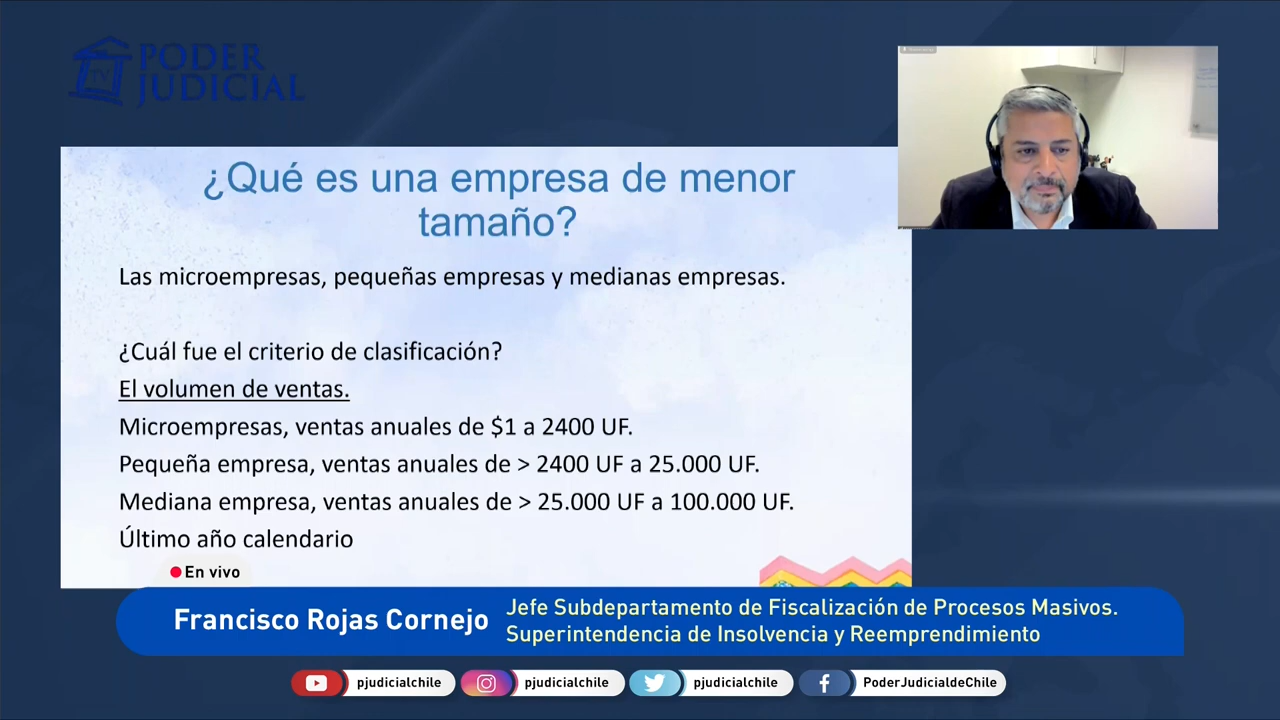 PODER
JUDICIAL
TV
¿Qué es una empresa de menor
tamaño?
Las microempresas, pequeñas empresas y medianas empresas.
¿Cuál fue el criterio de clasificación?
El volumen de ventas.
Microempresas, ventas anuales de $1 a 2400 UF.
Pequeña empresa, ventas anuales de > 2400 UF a 25.000 UF.
Mediana empresa, ventas anuales de > 25.000 UF a 100.000 UF.
Último año calendario
En vivo
Francisco Rojas Cornejo
Jefe Subdepartamento de Fiscalización de Procesos Masivos.
Superintendencia de Insolvencia y Reemprendimiento
pjudicialchile
pjudicialchile
pjudicialchile
PoderJudicialdeChile